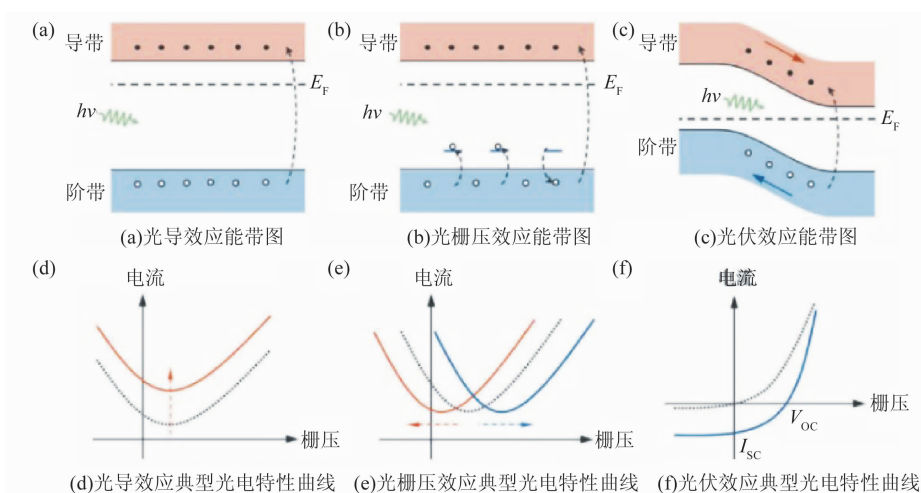 (a)
导带
E_F
hν
阶带
(a)光导效应能带图
(b)
导带
E_F
hν
阶带
(b)光栅压效应能带图
(c)
导带
hν
E_F
阶带
(c)光伏效应能带图
(d)
电流
栅压
(d)光导效应典型光电特性曲线
(e)
电流
栅压
(e)光栅压效应典型光电特性曲线
(f)
电流
栅压
V_OC
I_SC
(f)光伏效应典型光电特性曲线